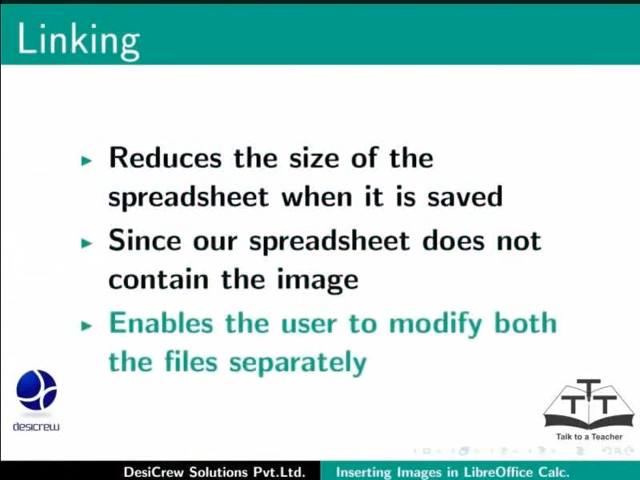 Linking
Reduces the size of the
spreadsheet when it is saved
Since our spreadsheet does not
contain the image
Enables the user to modify both
the files separately
desicrew
T T T
Talk to a Teacher
DesiCrew Solutions Pvt.Ltd.
Inserting Images in LibreOffice Calc.